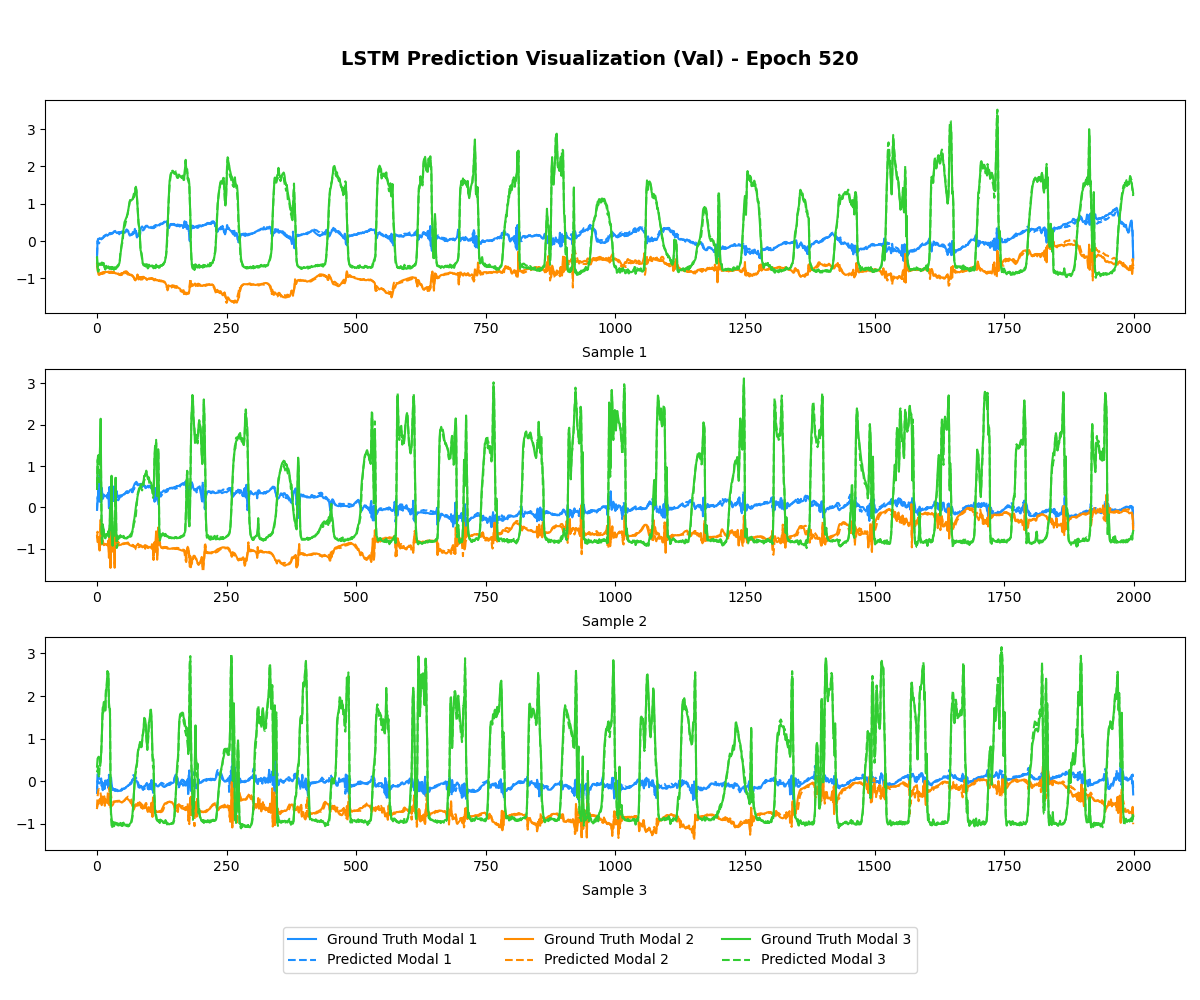 LSTM Prediction Visualization (Val) - Epoch 520
3
2
1
0
−1
0 250 500 750 1000 1250 1500 1750 2000
Sample 1
3
2
1
0
−1
0 250 500 750 1000 1250 1500 1750 2000
Sample 2
3
2
1
0
−1
0 250 500 750 1000 1250 1500 1750 2000
Sample 3
Ground Truth Modal 1 Ground Truth Modal 2 Ground Truth Modal 3
Predicted Modal 1 Predicted Modal 2 Predicted Modal 3